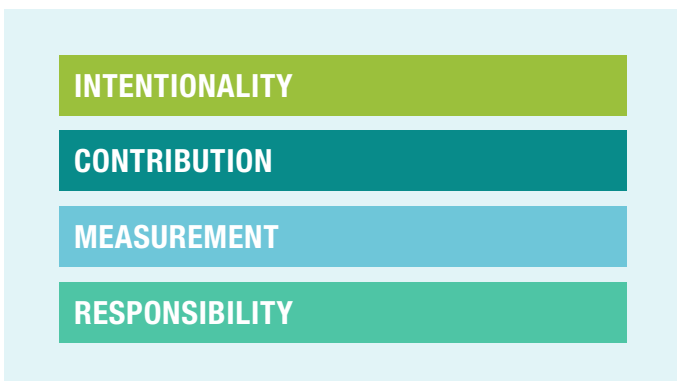 INTENTIONALITY
CONTRIBUTION
MEASUREMENT
RESPONSIBILITY